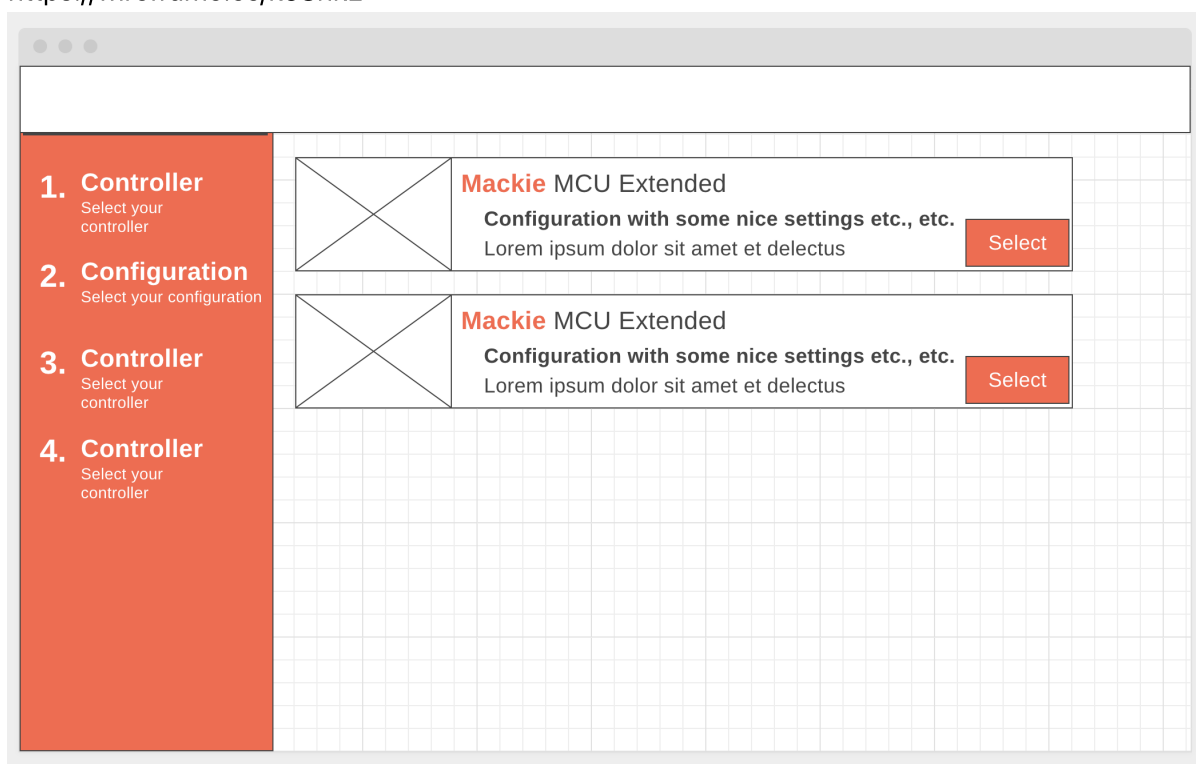 1. Controller
Select your
controller
2. Configuration
Select your configuration
3. Controller
Select your
controller
4. Controller
Select your
controller
Mackie MCU Extended
Configuration with some nice settings etc., etc.
Lorem ipsum dolor sit amet et delectus
Select
Mackie MCU Extended
Configuration with some nice settings etc., etc.
Lorem ipsum dolor sit amet et delectus
Select